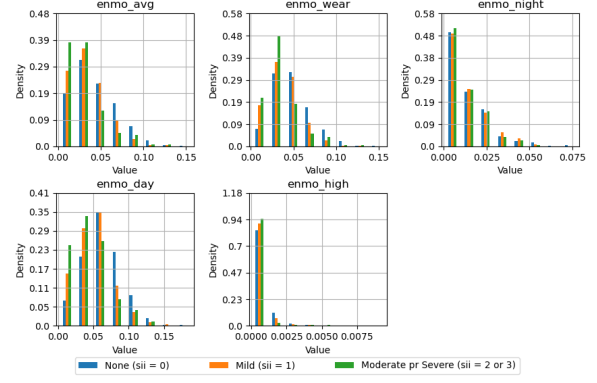 enmo_avg
0.48
0.39
0.29
0.19
0.09
0.0
Density
0.00 0.05 0.10 0.15
Value
enmo_wear
0.58
0.48
0.39
0.29
0.19
0.09
0.0
Density
0.00 0.05 0.10 0.15
Value
enmo_night
0.58
0.48
0.39
0.29
0.19
0.09
0.0
Density
0.000 0.025 0.050 0.075
Value
enmo_day
0.41
0.35
0.29
0.23
0.17
0.11
0.05
0.0
Density
0.00 0.05 0.10 0.15
Value
enmo_high
1.18
0.94
0.7
0.47
0.23
0.0
Density
0.0000 0.0025 0.0050 0.0075
Value
None (sii = 0) Mild (sii = 1) Moderate pr Severe (sii = 2 or 3)